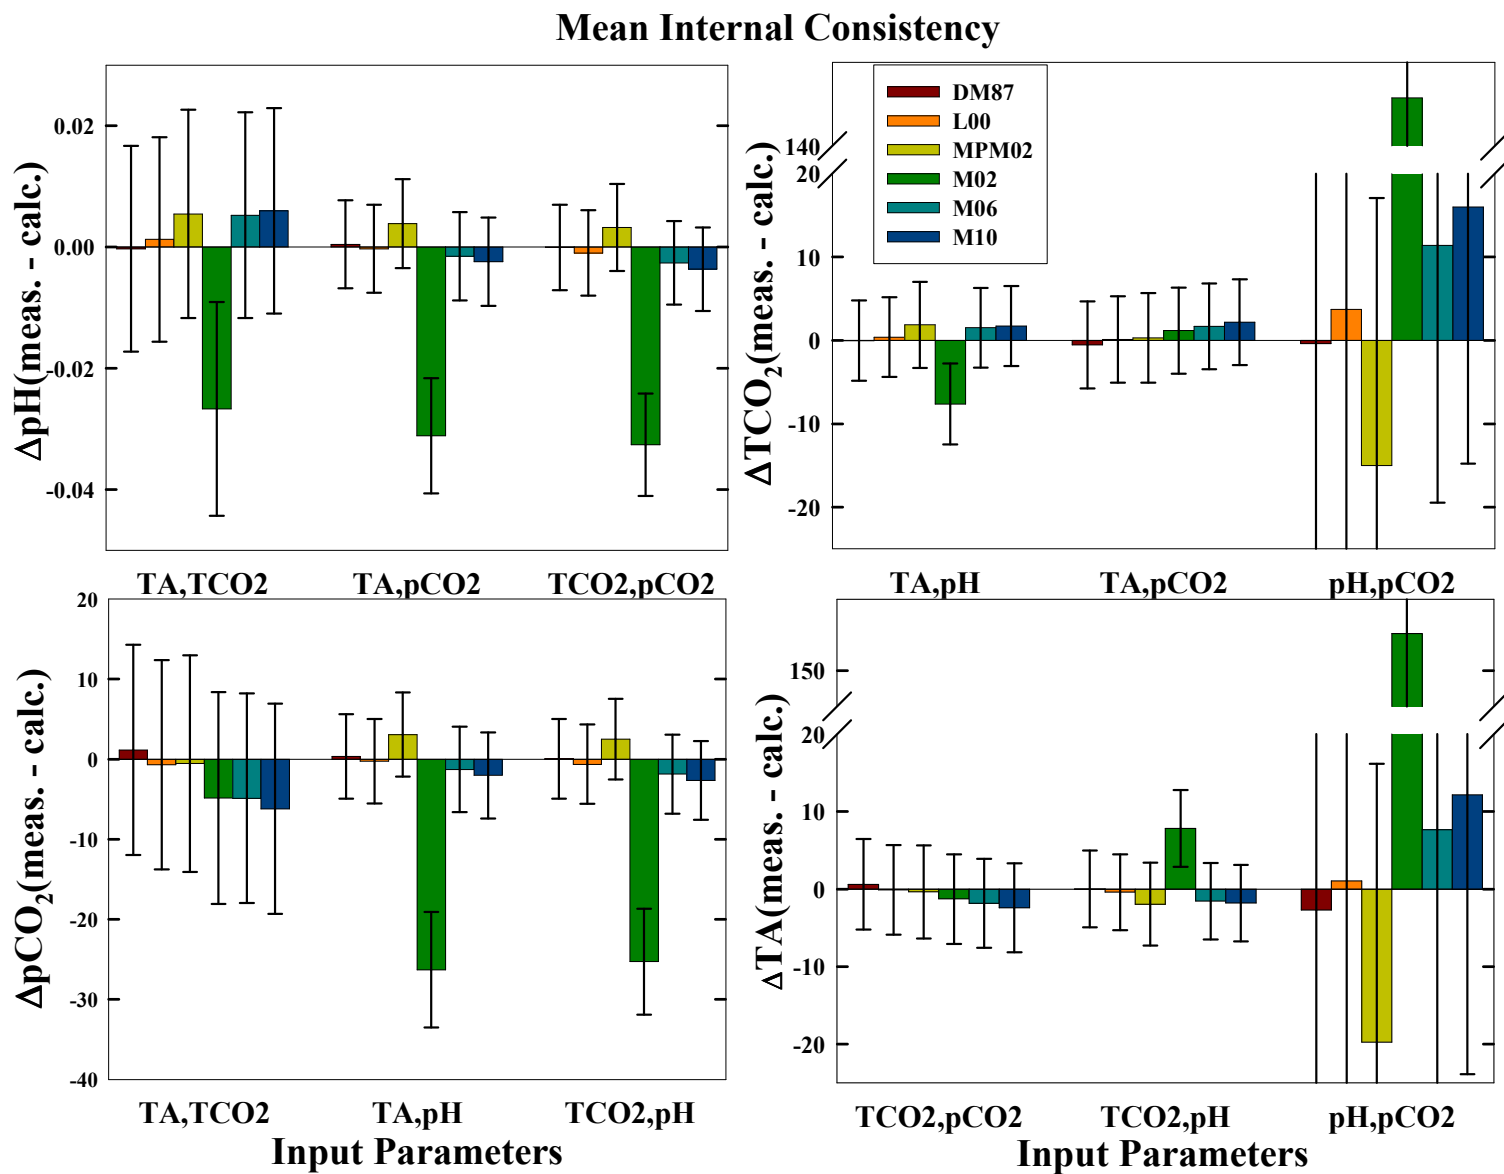 Mean Internal Consistency
ΔpH(meas. - calc.)
0.02
0.00
-0.02
-0.04
TA,TCO2 TA,pCO2 TCO2,pCO2
ΔTCO₂(meas. - calc.)
140
20
10
0
-10
-20
DM87
L00
MPM02
M02
M06
M10
TA,pH TA,pCO2 pH,pCO2
ΔpCO₂(meas. - calc.)
20
10
0
-10
-20
-30
-40
TA,TCO2 TA,pH TCO2,pH
Input Parameters
ΔTA(meas. - calc.)
150
20
10
0
-10
-20
TCO2,pCO2 TCO2,pH pH,pCO2
Input Parameters